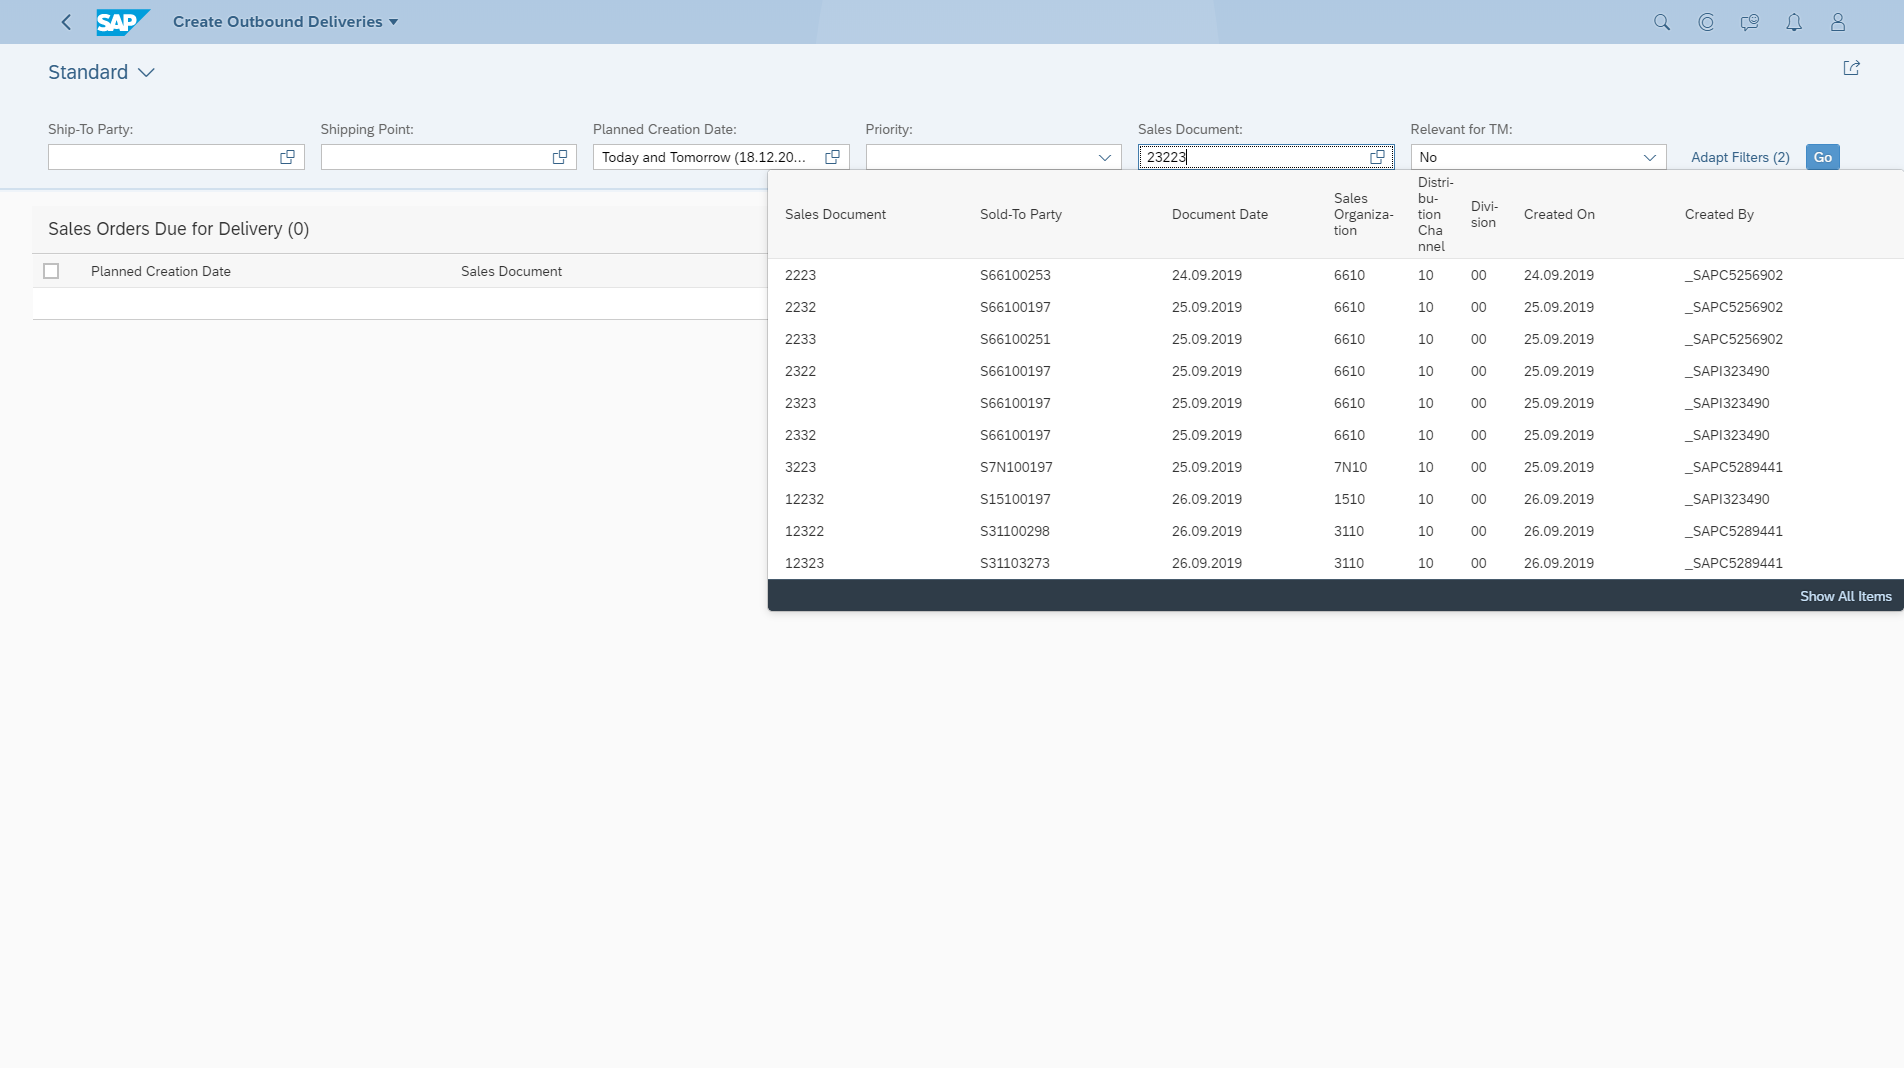 SAP Create Outbound Deliveries
Standard
Ship-To Party: Shipping Point: Planned Creation Date: Priority: Sales Document: Relevant for TM:
Today and Tomorrow (18.12.20... 23223 No Adapt Filters (2) Go
Sales Orders Due for Delivery (0)
Planned Creation Date Sales Document
Sales Document Sold-To Party Document Date Sales Organiza-tion Distri-bu-tion Cha nnel Divi-sion Created On Created By
2223 S66100253 24.09.2019 6610 10 00 24.09.2019 _SAPC5256902
2232 S66100197 25.09.2019 6610 10 00 25.09.2019 _SAPC5256902
2233 S66100251 25.09.2019 6610 10 00 25.09.2019 _SAPC5256902
2322 S66100197 25.09.2019 6610 10 00 25.09.2019 _SAPI323490
2323 S66100197 25.09.2019 6610 10 00 25.09.2019 _SAPI323490
2332 S66100197 25.09.2019 6610 10 00 25.09.2019 _SAPI323490
3223 S7N100197 25.09.2019 7N10 10 00 25.09.2019 _SAPC5289441
12232 S15100197 26.09.2019 1510 10 00 26.09.2019 _SAPI323490
12322 S31100298 26.09.2019 3110 10 00 26.09.2019 _SAPC5289441
12323 S31103273 26.09.2019 3110 10 00 26.09.2019 _SAPC5289441
Show All Items